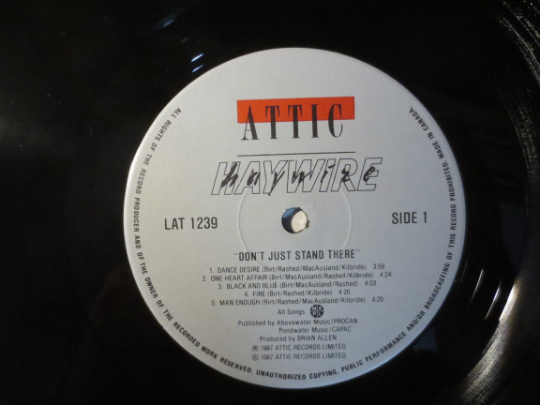 ATTIC
HAYWIRE
haywire
LAT 1239
SIDE 1
"DON'T JUST STAND THERE"
1. DANCE DESIRE (Birt/Rashed/MacAusland/Kilbride) 3:59
2 ONE HEART AFFAIR (Birt/Rashed/MacAusland/Kilbride) 4:24
3. BLACK AND BLUE (Birt/MacAusland/Rashed) 4:03
4. FIRE (Birt/Rashed/Kilbride) 4:20
5. MAN ENOUGH (Birt/Rashed/MacAusland/Kilbride) 4:20
All Songs
Published by Abovewater Music/PROCAN
Pondwater Music/CAPAC
Produced by BRIAN ALLEN
℗ 1987 ATTIC RECORDS LIMITED
© 1987 ATTIC RECORDS LIMITED
ALL RIGHTS OF THE RECORD PRODUCER AND OF THE OWNER OF THE RECORDED WORK RESERVED. UNAUTHORIZED COPYING, PUBLIC PERFORMANCE AND/OR BROADCASTING OF THIS RECORD PROHIBITED. MADE IN CANADA.